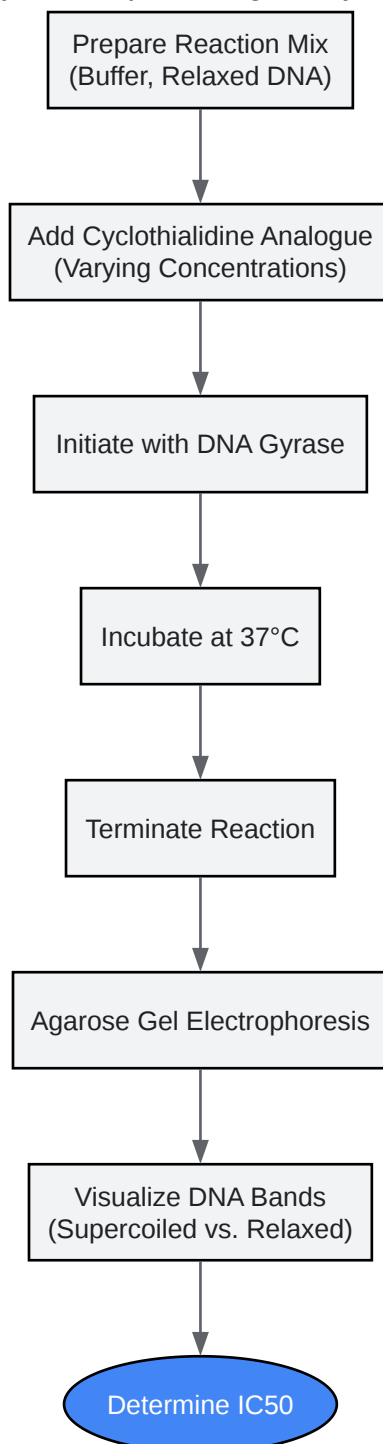 Prepare Reaction Mix
(Buffer, Relaxed DNA)
Add Cyclothialidine Analogue
(Varying Concentrations)
Initiate with DNA Gyrase
Incubate at 37°C
Terminate Reaction
Agarose Gel Electrophoresis
Visualize DNA Bands
(Supercoiled vs. Relaxed)
Determine IC50